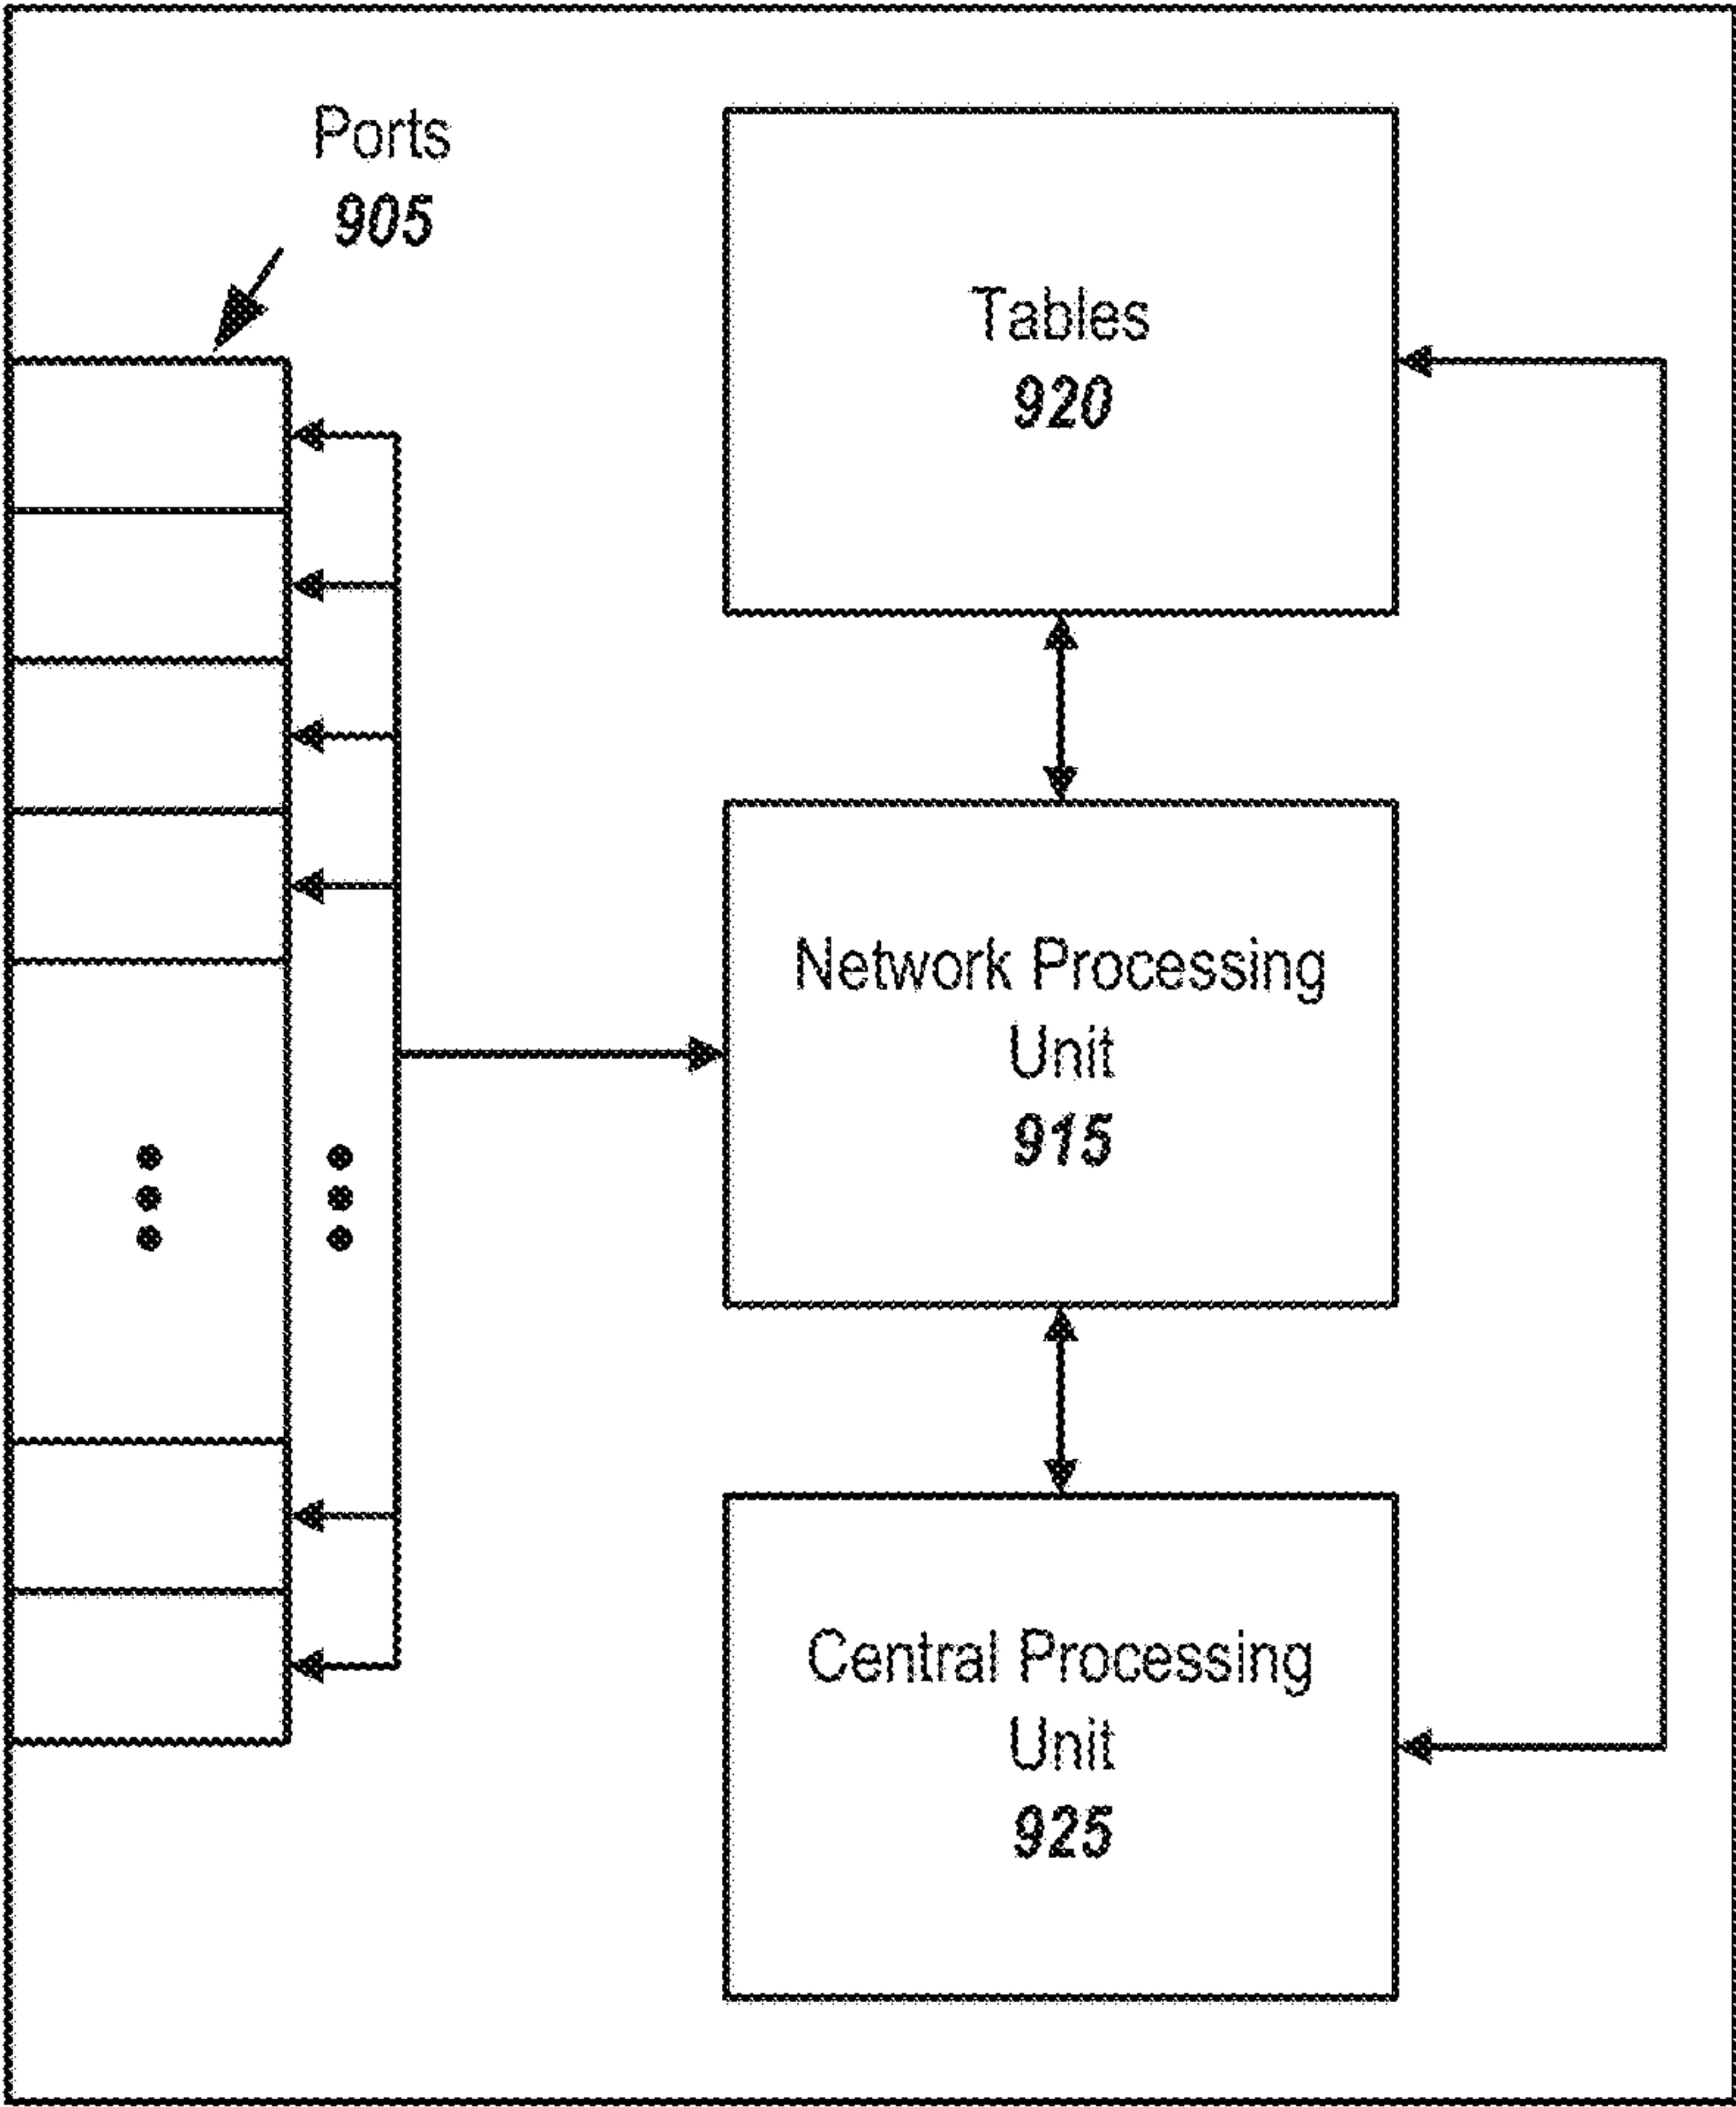 Ports
905
Tables
920
Network Processing
Unit
915
Central Processing
Unit
925